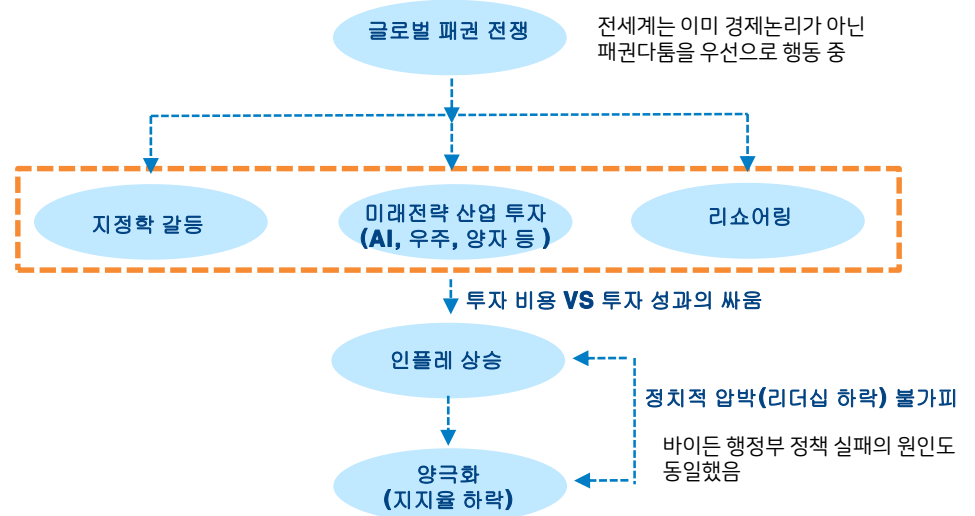 글로벌 패권 전쟁
전세계는 이미 경제논리가 아닌
패권다툼을 우선으로 행동 중
지정학 갈등
미래전략 산업 투자
(AI, 우주, 양자 등 )
리쇼어링
투자 비용 VS 투자 성과의 싸움
인플레 상승
정치적 압박(리더십 하락) 불가피
바이든 행정부 정책 실패의 원인도
동일했음
양극화
(지지율 하락)